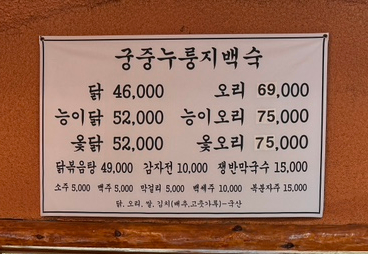 궁중누룽지백숙
닭 46,000 오리 69,000
능이닭 52,000 능이오리 75,000
옻닭 52,000 옻오리 75,000
닭볶음탕 49,000 감자전 10,000 쟁반막국수 15,000
소주 5,000 맥주 5,000 막걸리 5,000 백세주 10,000 복분자주 15,000
닭, 오리, 쌀, 김치(배추,고춧가루)-국산